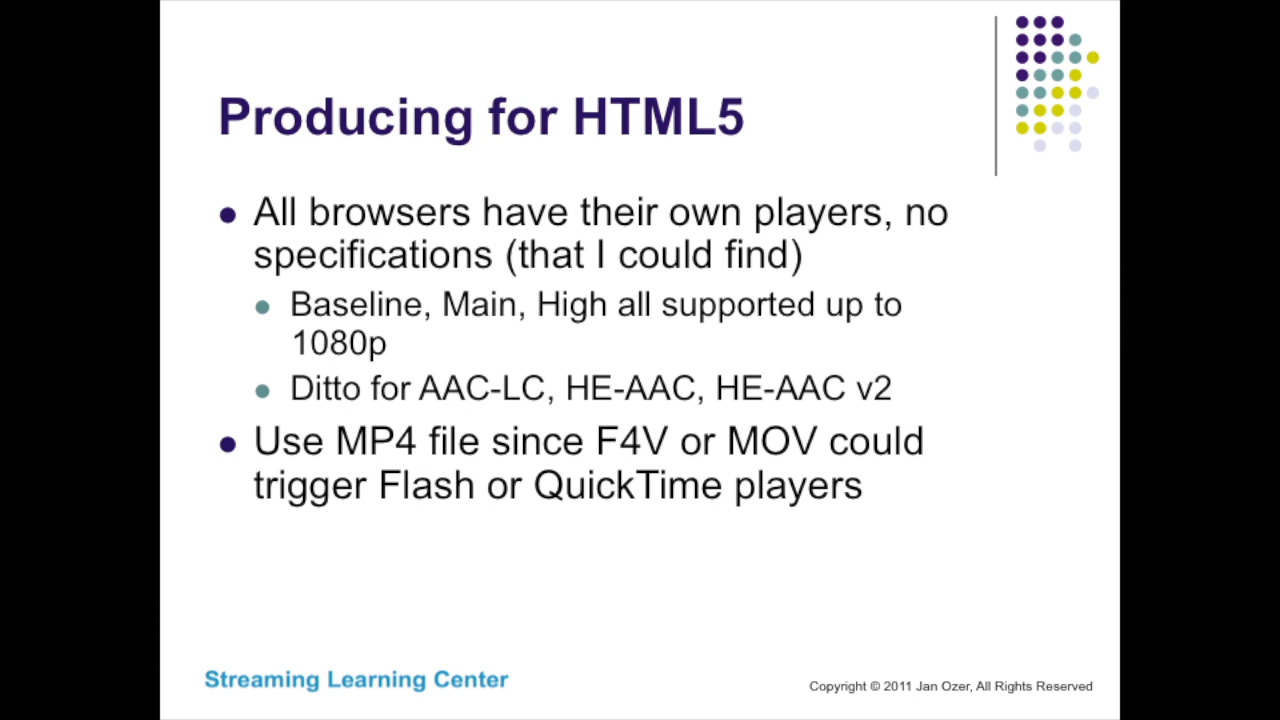 Producing for HTML5
All browsers have their own players, no
specifications (that I could find)
Baseline, Main, High all supported up to
1080p
Ditto for AAC-LC, HE-AAC, HE-AAC v2
Use MP4 file since F4V or MOV could
trigger Flash or QuickTime players
Streaming Learning Center
Copyright © 2011 Jan Ozer, All Rights Reserved